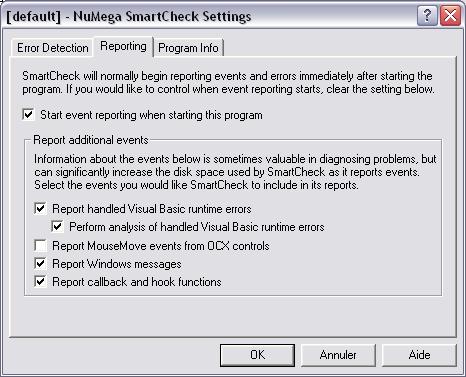 [default] - NuMega SmartCheck Settings
Error Detection Reporting Program Info
SmartCheck will normally begin reporting events and errors immediately after starting the
program. If you would like to control when event reporting starts, clear the setting below.
Start event reporting when starting this program
Report additional events
Information about the events below is sometimes valuable in diagnosing problems, but
can significantly increase the disk space used by SmartCheck as it reports events.
Select the events you would like SmartCheck to include in its reports.
Report handled Visual Basic runtime errors
Perform analysis of handled Visual Basic runtime errors
Report MouseMove events from OCX controls
Report Windows messages
Report callback and hook functions
OK Annuler Aide